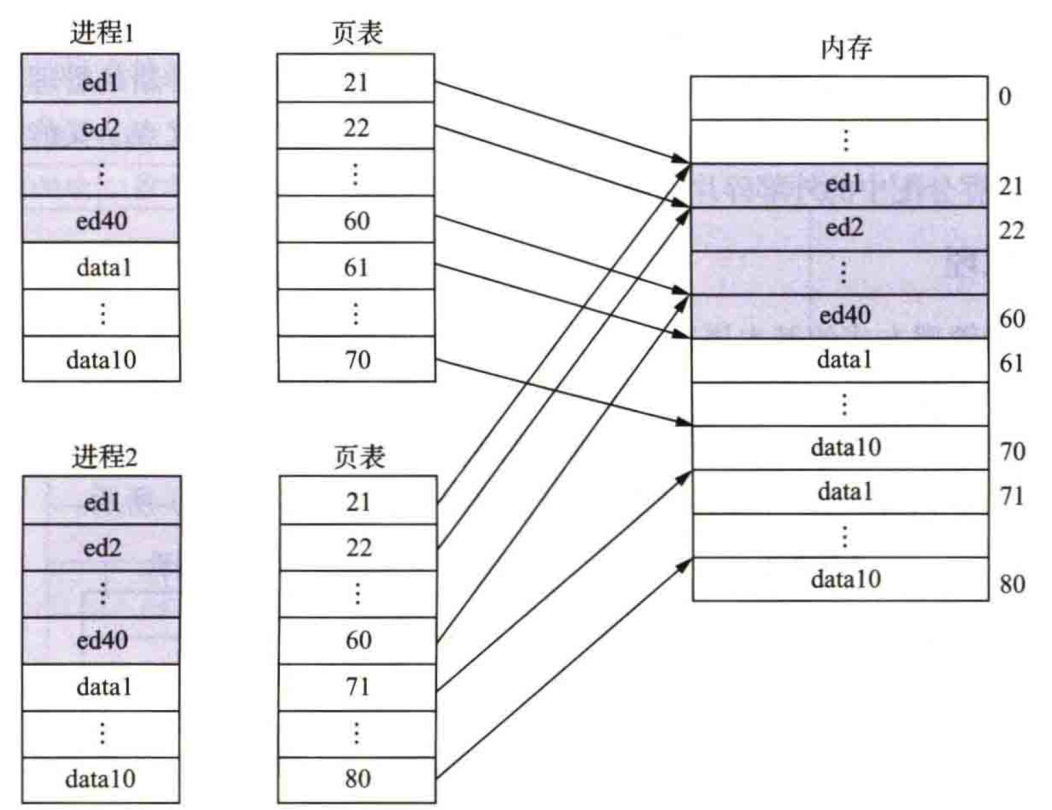 进程1
ed1
ed2
⋮
ed40
data1
⋮
data10
页表
21
22
⋮
60
61
⋮
70
进程2
ed1
ed2
⋮
ed40
data1
⋮
data10
页表
21
22
⋮
60
71
⋮
80
内存
0
⋮
ed1 21
ed2 22
⋮
ed40 60
data1 61
⋮
data10 70
data1 71
⋮
data10 80